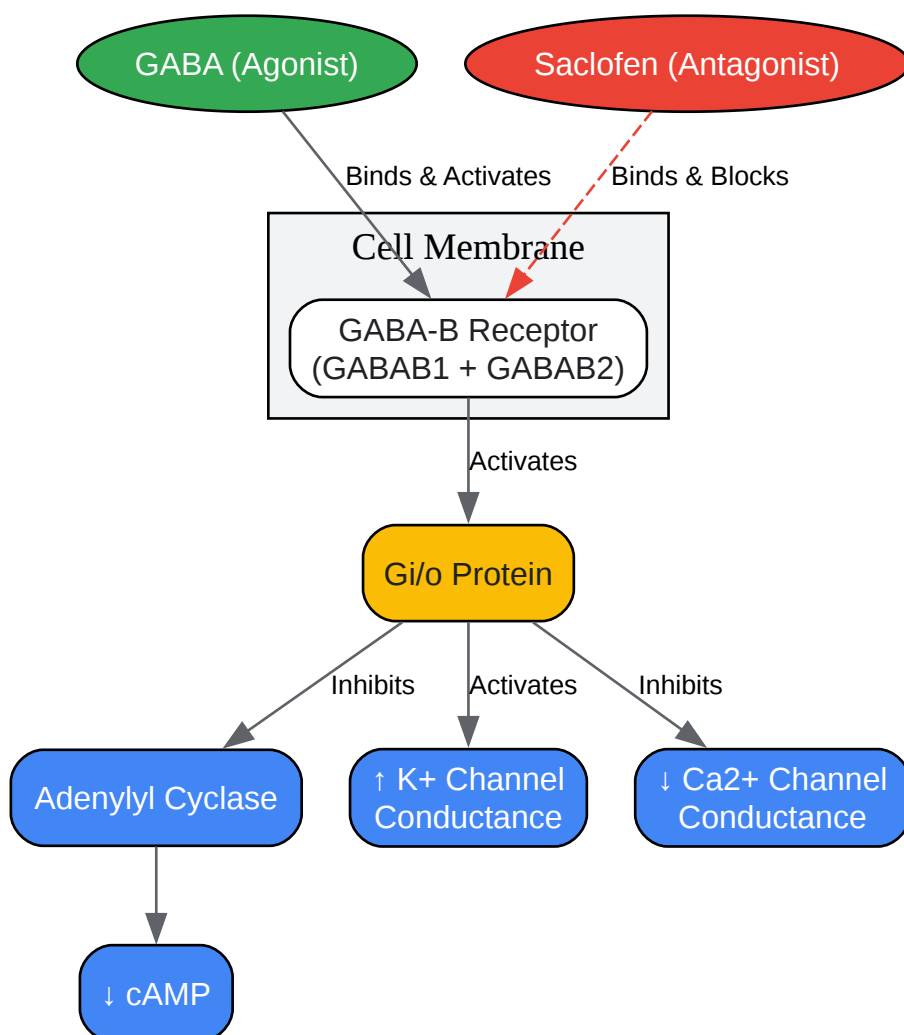 GABA (Agonist)
Saclofen (Antagonist)
Binds & Activates
Binds & Blocks
Cell Membrane
GABA-B Receptor
(GABAB1 + GABAB2)
Activates
Gi/o Protein
Inhibits
Activates
Inhibits
Adenylyl Cyclase
↑ K+ Channel
Conductance
↓ Ca2+ Channel
Conductance
↓ cAMP